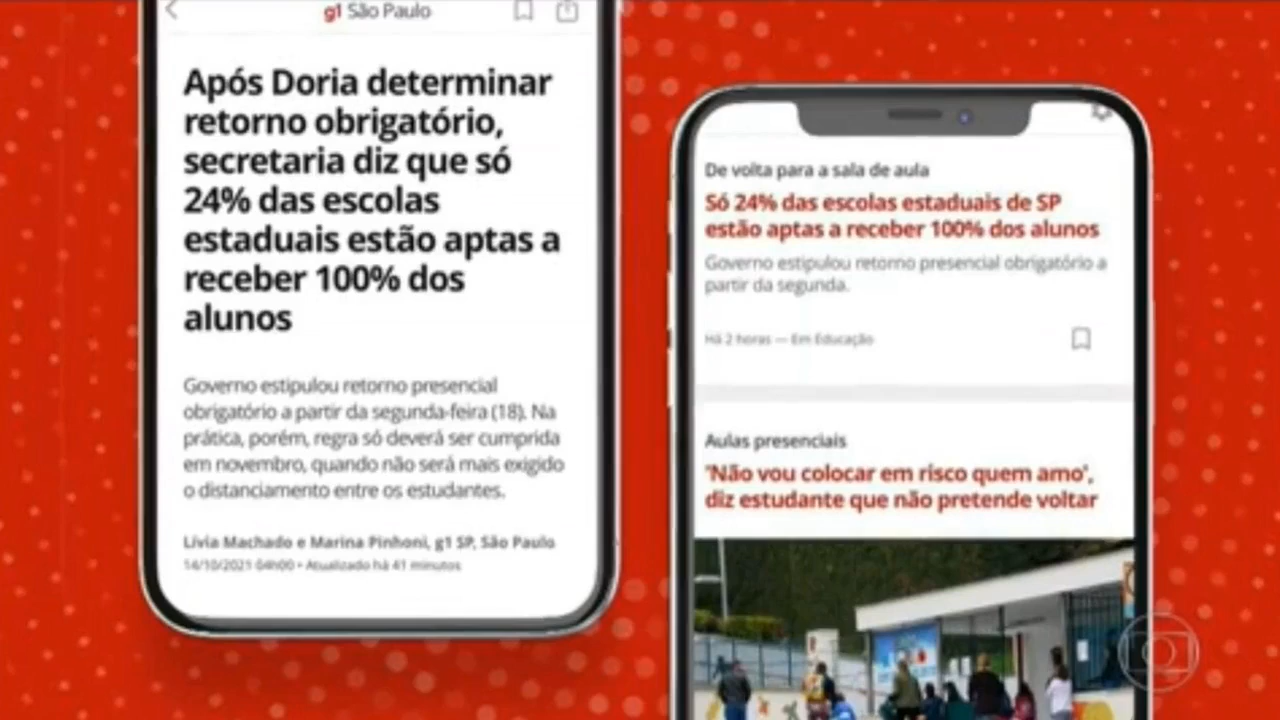 g1 São Paulo
Após Doria determinar
retorno obrigatório,
secretaria diz que só
24% das escolas
estaduais estão aptas a
receber 100% dos
alunos
Governo estipulou retorno presencial
obrigatório a partir da segunda-feira (18). Na
prática, porém, regra só deverá ser cumprida
em novembro, quando não será mais exigido
o distanciamento entre os estudantes.
Lívia Machado e Marina Pinhoni, g1 SP, São Paulo
14/10/2021 04h00 • Atualizado há 41 minutos
De volta para a sala de aula
Só 24% das escolas estaduais de SP
estão aptas a receber 100% dos alunos
Governo estipulou retorno presencial obrigatório a
partir da segunda.
Há 2 horas — Em Educação
Aulas presenciais
'Não vou colocar em risco quem amo',
diz estudante que não pretende voltar